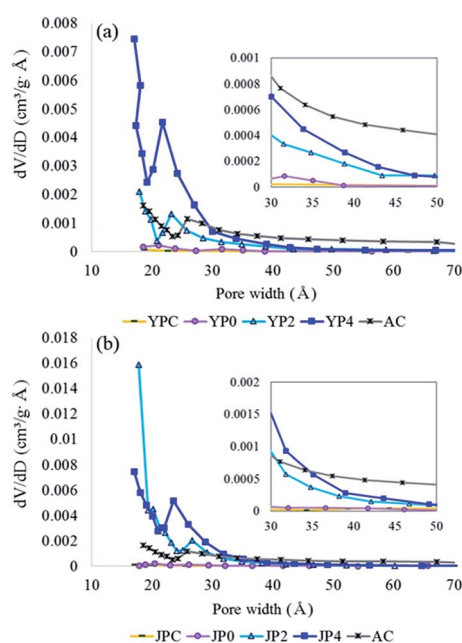 (a)
dV/dD (cm³/g· Å)
0.008
0.007
0.006
0.005
0.004
0.003
0.002
0.001
0
10 20 30 40 50 60 70
Pore width (Å)
0.001
0.0008
0.0006
0.0004
0.0002
0
30 35 40 45 50
YPC YP0 YP2 YP4 AC
(b)
dV/dD (cm³/g· Å)
0.018
0.016
0.014
0.012
0.01
0.008
0.006
0.004
0.002
0
10 20 30 40 50 60 70
Pore width (Å)
0.002
0.0015
0.001
0.0005
0
30 35 40 45 50
JPC JP0 JP2 JP4 AC